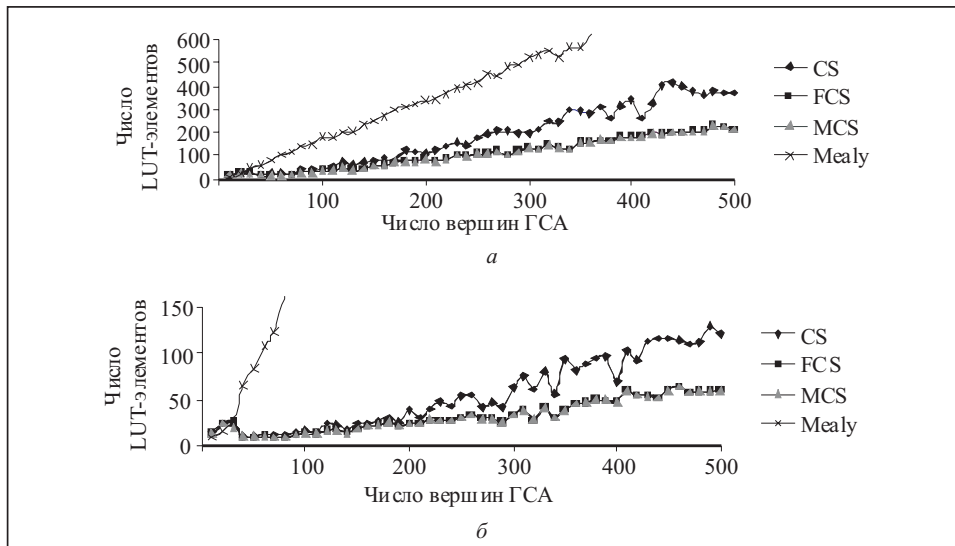 Число
LUT-элементов
600
500
400
300
200
100
0
100
200
300
400
500
Число вершин ГСА
CS
FCS
MCS
Mealy
а
Число
LUT-элементов
150
100
50
0
100
200
300
400
500
Число вершин ГСА
CS
FCS
MCS
Mealy
б